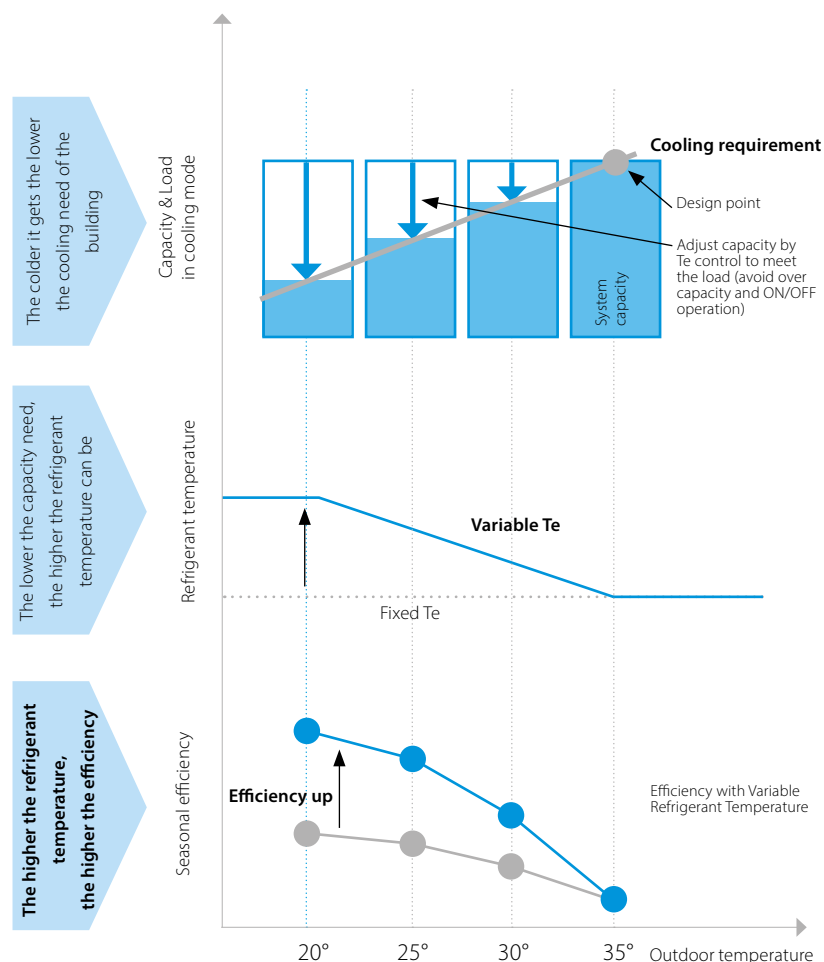 The colder it gets the lower
the cooling need of the
building
Capacity & Load
in cooling mode
Cooling requirement
Design point
Adjust capacity by
Te control to meet
the load (avoid over
capacity and ON/OFF
operation)
System
capacity
The lower the capacity need,
the higher the refrigerant
temperature can be
Refrigerant temperature
Variable Te
Fixed Te
The higher the refrigerant
temperature,
the higher the efficiency
Seasonal efficiency
Efficiency up
Efficiency with Variable
Refrigerant Temperature
20° 25° 30° 35° Outdoor temperature